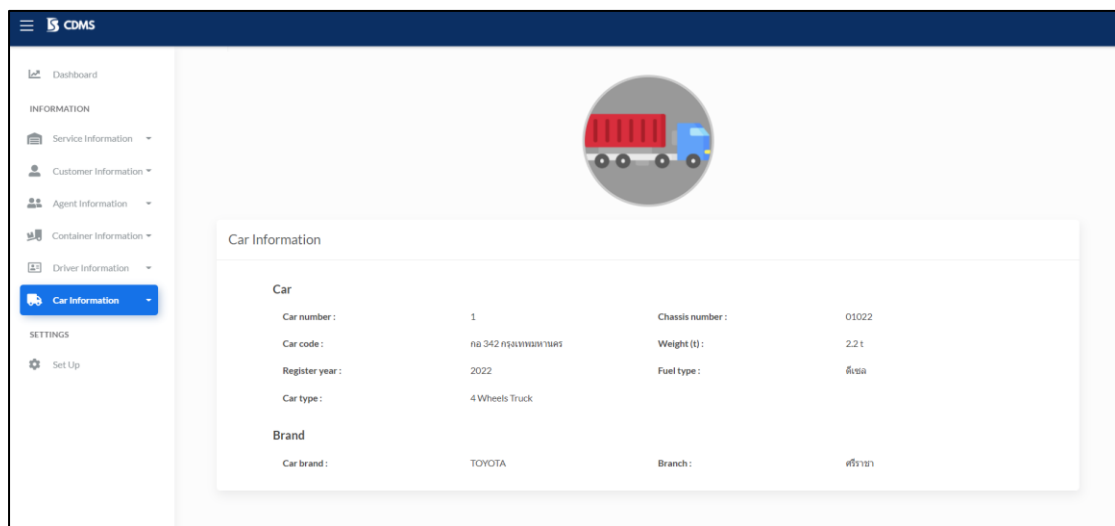 CDMS
Dashboard
INFORMATION
Service Information
Customer Information
Agent Information
Container Information
Driver Information
Car Information
SETTINGS
Set Up
Car Information
Car
Car number : 1 Chassis number : 01022
Car code : กอ 342 กรุงเทพมหานคร Weight (t) : 2.2 t
Register year : 2022 Fuel type : ดีเซล
Car type : 4 Wheels Truck
Brand
Car brand : TOYOTA Branch : ศรีราชา